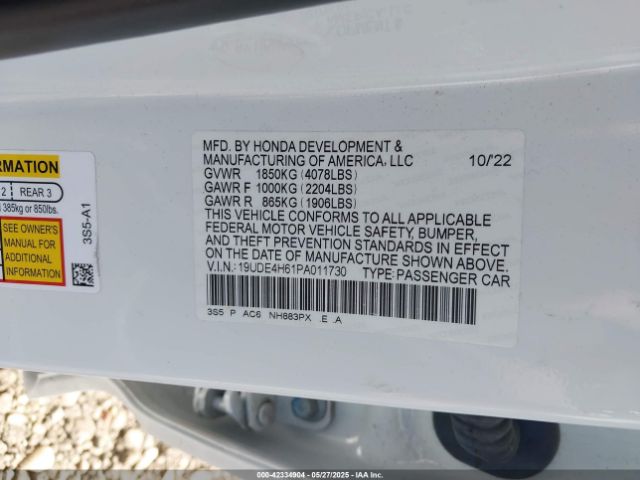 MFD. BY HONDA DEVELOPMENT &
MANUFACTURING OF AMERICA, LLC 10/'22
GVWR 1850KG (4078LBS)
GAWR F 1000KG (2204LBS)
GAWR R 865KG (1906LBS)
THIS VEHICLE CONFORMS TO ALL APPLICABLE
FEDERAL MOTOR VEHICLE SAFETY, BUMPER,
AND THEFT PREVENTION STANDARDS IN EFFECT
ON THE DATE OF MANUFACTURE SHOWN ABOVE.
V.I.N.: 19UDE4H61PA011730 TYPE: PASSENGER CAR
3S5 P AC6 NH883PX .E .A
RMATION
2 REAR 3
385kg or 850lbs.
SEE OWNER'S
MANUAL FOR
ADDITIONAL
INFORMATION
3S5-A1
000-42334904 - 05/27/2025 - IAAHQCORPORATE